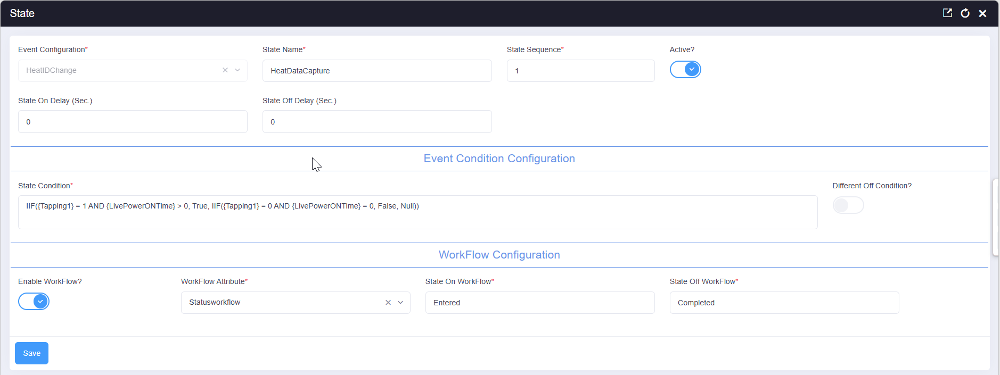 State
Event Configuration*
State Name*
State Sequence*
Active?
HeatIDChange
HeatDataCapture
1
State On Delay (Sec.)
State Off Delay (Sec.)
0
0
Event Condition Configuration
State Condition*
Different Off Condition?
IIF({Tapping1} = 1 AND {LivePowerONTime} > 0, True, IIF({Tapping1} = 0 AND {LivePowerONTime} = 0, False, Null))
WorkFlow Configuration
Enable WorkFlow?
WorkFlow Attribute*
State On WorkFlow*
State Off WorkFlow*
Statusworkflow
Entered
Completed
Save